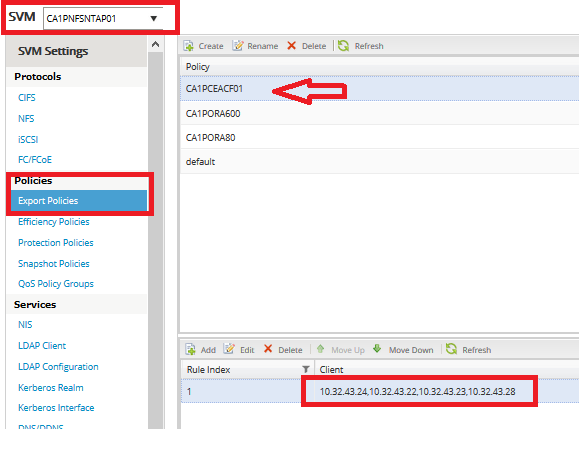 SVM CA1PNFSNTAP01
SVM Settings
Protocols
CIFS
NFS
iSCSI
FC/FCoE
Policies
Export Policies
Efficiency Policies
Protection Policies
Snapshot Policies
QoS Policy Groups
Services
NIS
LDAP Client
LDAP Configuration
Kerberos Realm
Kerberos Interface
DNS/DDNS
Create Rename Delete Refresh
Policy
CA1PCEACF01
CA1PORA600
CA1PORA80
default
Add Edit Delete Move Up Move Down Refresh
Rule Index Client
1 10.32.43.24,10.32.43.22,10.32.43.23,10.32.43.28